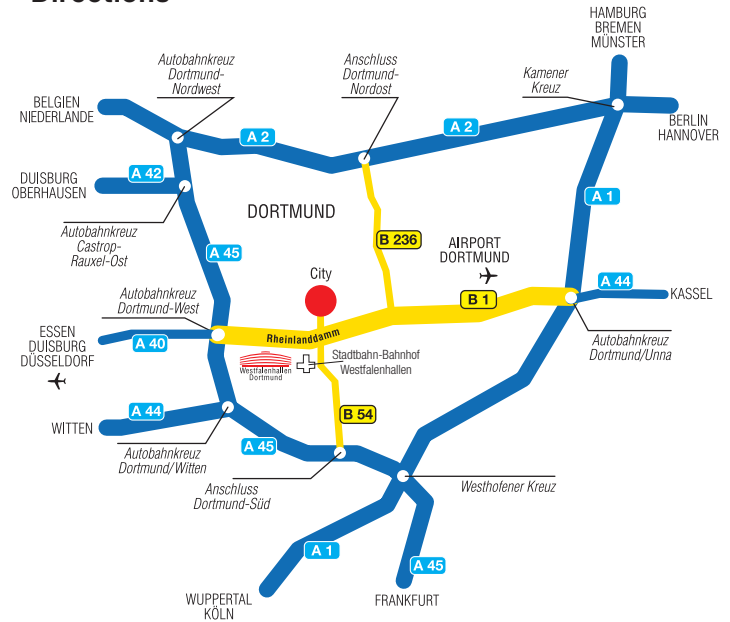 Directions
HAMBURG
BREMEN
MÜNSTER
Autobahnkreuz
Dortmund-
Nordwest
Anschluss
Dortmund-
Nordost
Kamener
Kreuz
BELGIEN
NIEDERLANDE
BERLIN
HANNOVER
A 2
A 2
DUISBURG
OBERHAUSEN
A 42
A 1
DORTMUND
Autobahnkreuz
Castrop-
Rauxel-Ost
B 236
A 45
AIRPORT
DORTMUND
City
A 44
KASSEL
Autobahnkreuz
Dortmund-West
B 1
ESSEN
DUISBURG
DÜSSELDORF
A 40
Rheinlanddamm
Autobahnkreuz
Dortmund/Unna
Westfalenhallen
Dortmund
Stadtbahn-Bahnhof
Westfalenhallen
A 44
WITTEN
B 54
Autobahnkreuz
Dortmund/Witten
A 45
Anschluss
Dortmund-Süd
Westhofener Kreuz
A 1
A 45
WUPPERTAL
KÖLN
FRANKFURT